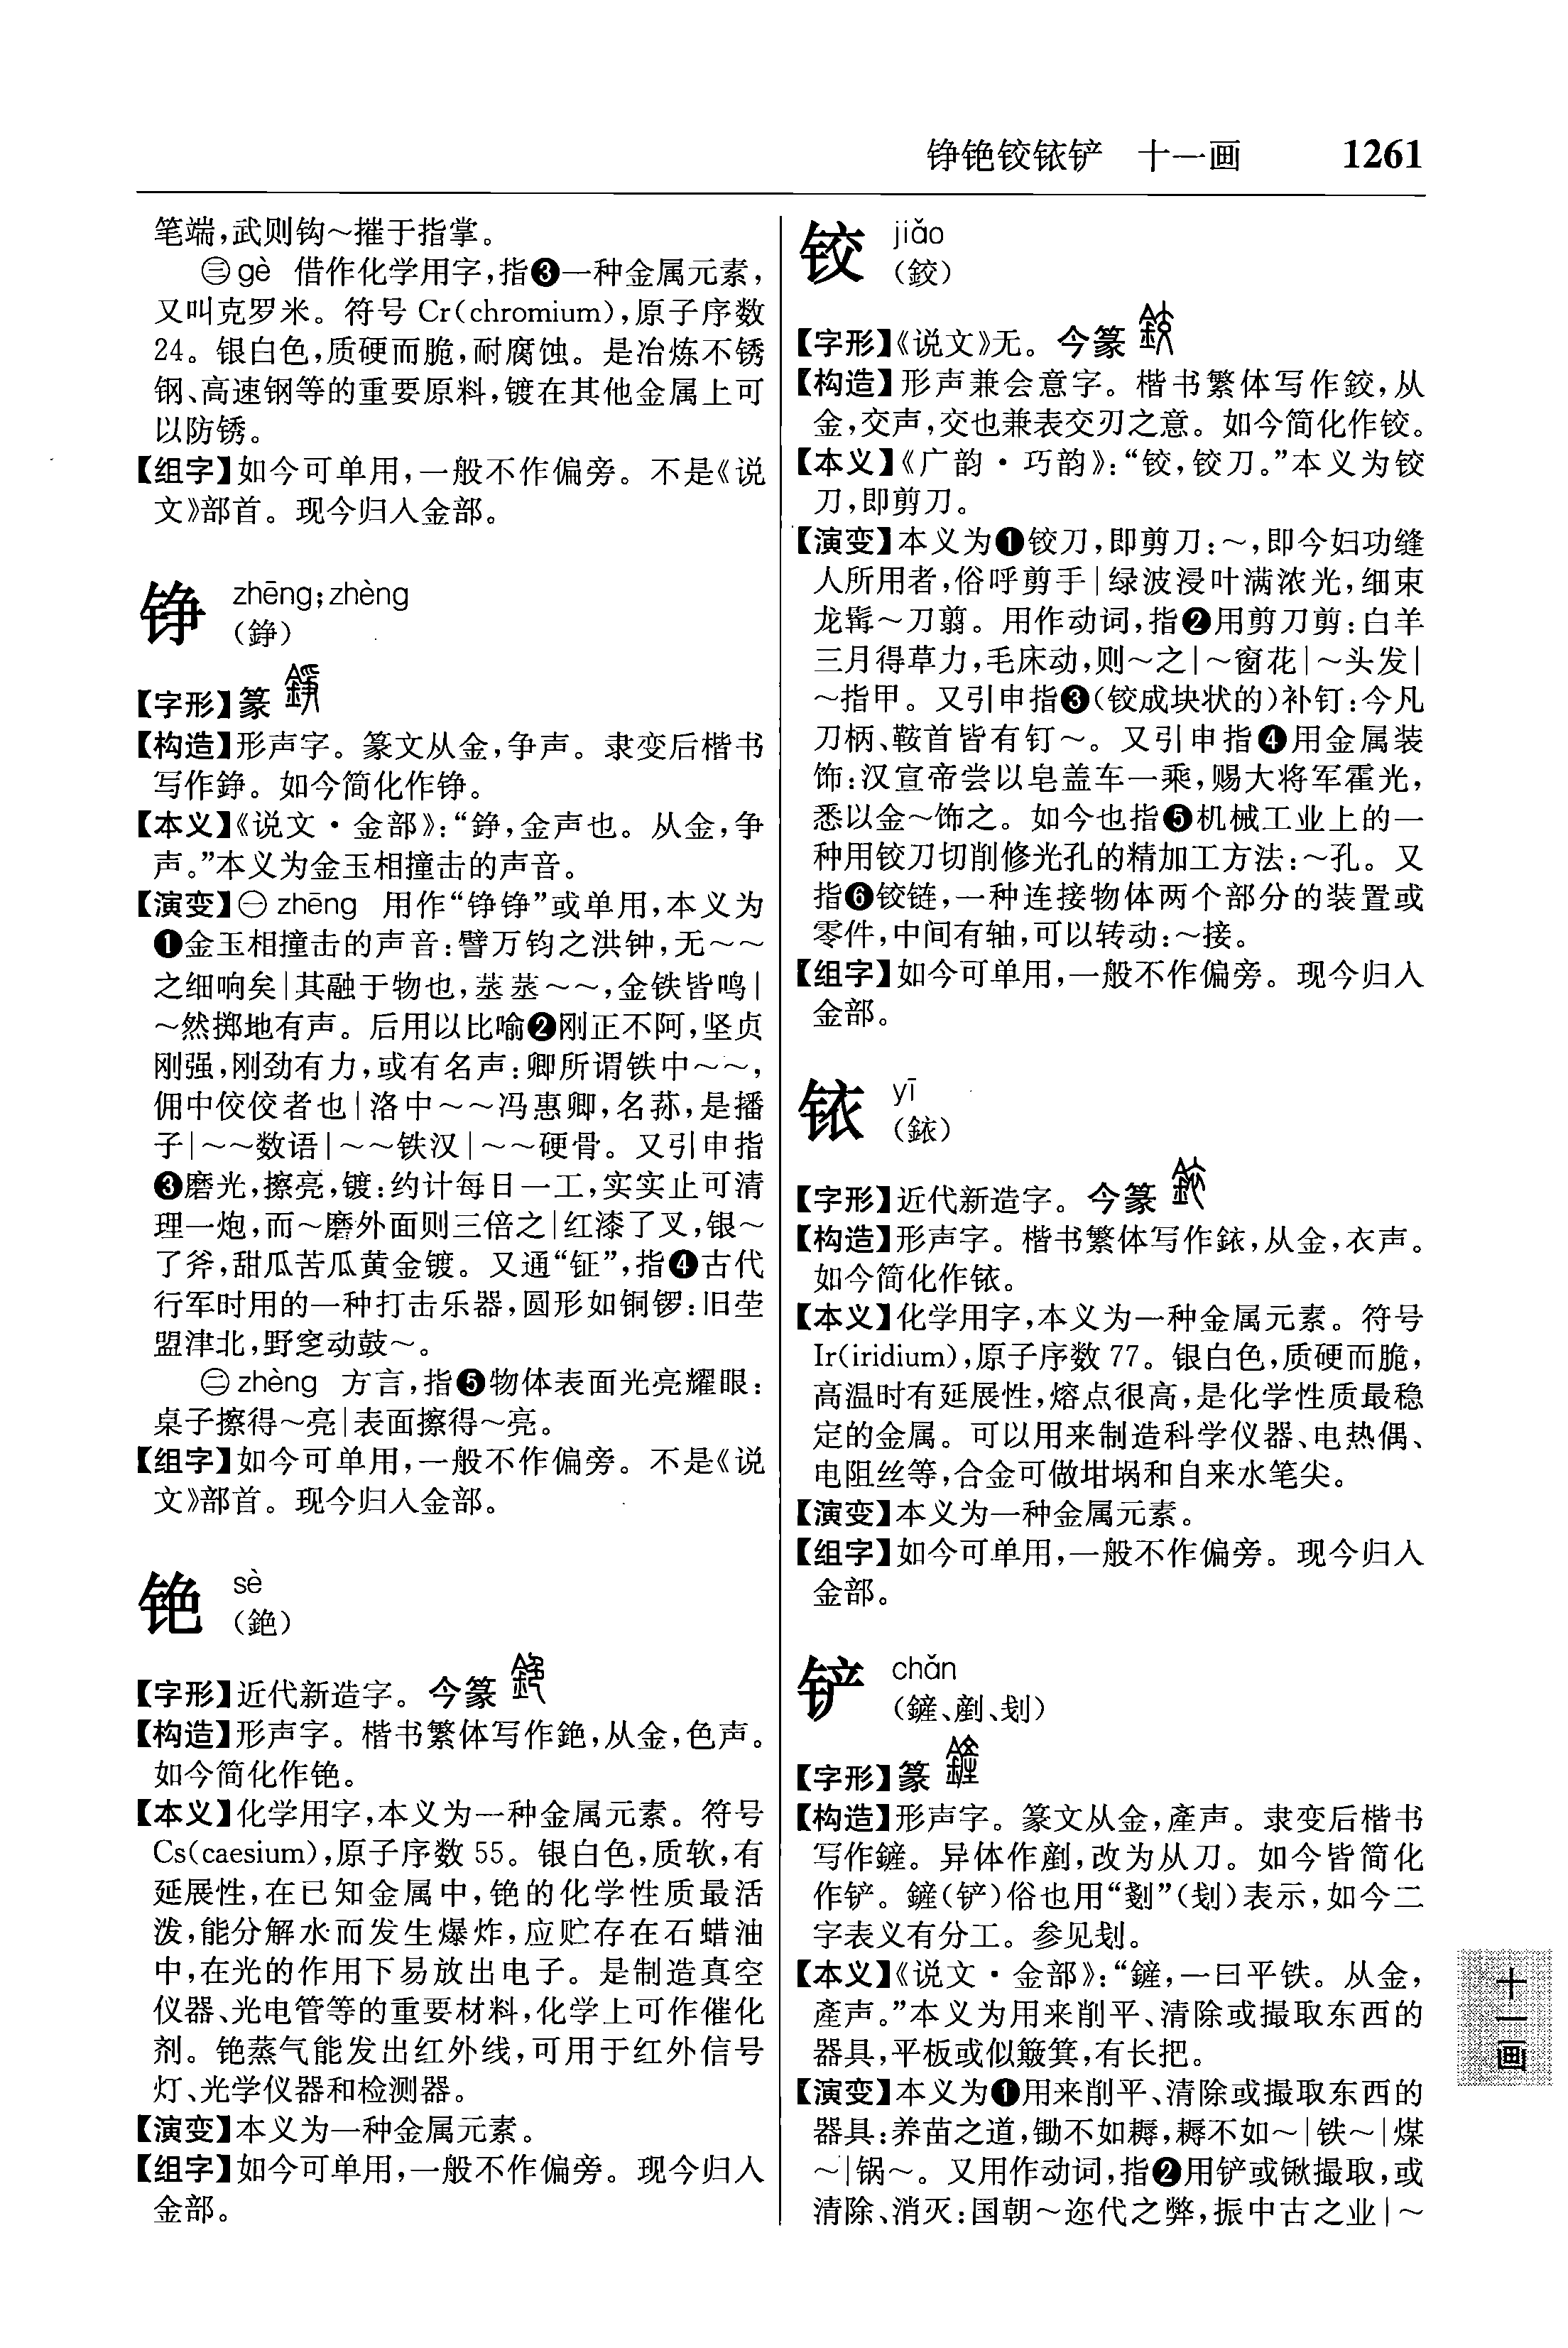 铮铯铰铱铲　十一画　1261
笔端,武则钩~摧于指掌。
㊂gè 借作化学用字,指❸一种金属元素,
又叫克罗米。符号Cr(chromium),原子序数
24。银白色,质硬而脆,耐腐蚀。是冶炼不锈
钢、高速钢等的重要原料,镀在其他金属上可
以防锈。
【组字】如今可单用,一般不作偏旁。不是《说
文》部首。现今归入金部。
铮 zhēng;zhèng
(錚)
【字形】篆
【构造】形声字。篆文从金,争声。隶变后楷书
写作錚。如今简化作铮。
【本义】《说文·金部》:“錚,金声也。从金,争
声。”本义为金玉相撞击的声音。
【演变】㊀zhēng 用作“铮铮”或单用,本义为
❶金玉相撞击的声音:譬万钧之洪钟,无~~
之细响矣|其融于物也,蒸蒸~~,金铁皆鸣|
~然掷地有声。后用以比喻❷刚正不阿,坚贞
刚强,刚劲有力,或有名声:卿所谓铁中~~,
佣中佼佼者也|洛中~~冯惠卿,名荪,是播
子|~~数语|~~铁汉|~~硬骨。又引申指
❸磨光,擦亮,镀:约计每日一工,实实止可清
理一炮,而~磨外面则三倍之|红漆了叉,银~
了斧,甜瓜苦瓜黄金镀。又通“钲”,指❹古代
行军时用的一种打击乐器,圆形如铜锣:旧茔
盟津北,野窆动鼓~。
㊁zhèng 方言,指❺物体表面光亮耀眼:
桌子擦得~亮|表面擦得~亮。
【组字】如今可单用,一般不作偏旁。不是《说
文》部首。现今归入金部。
铯 sè
(銫)
【字形】近代新造字。今篆
【构造】形声字。楷书繁体写作銫,从金,色声。
如今简化作铯。
【本义】化学用字,本义为一种金属元素。符号
Cs(caesium),原子序数55。银白色,质软,有
延展性,在已知金属中,铯的化学性质最活
泼,能分解水而发生爆炸,应贮存在石蜡油
中,在光的作用下易放出电子。是制造真空
仪器、光电管等的重要材料,化学上可作催化
剂。铯蒸气能发出红外线,可用于红外信号
灯、光学仪器和检测器。
【演变】本义为一种金属元素。
【组字】如今可单用,一般不作偏旁。现今归入
金部。
铰 jiǎo
(鉸)
【字形】《说文》无。今篆
【构造】形声兼会意字。楷书繁体写作鉸,从
金,交声,交也兼表交刃之意。如今简化作铰。
【本义】《广韵·巧韵》:“铰,铰刀。”本义为铰
刀,即剪刀。
【演变】本义为❶铰刀,即剪刀:~,即今妇功缝
人所用者,俗呼剪手|绿波浸叶满浓光,细束
龙髯~刀翦。用作动词,指❷用剪刀剪:白羊
三月得草力,毛床动,则~之|~窗花|~头发|
~指甲。又引申指❸(铰成块状的)补钉:今凡
刀柄、鞍首皆有钉~。又引申指❹用金属装
饰:汉宣帝尝以皂盖车一乘,赐大将军霍光,
悉以金~饰之。如今也指❺机械工业上的一
种用铰刀切削修光孔的精加工方法:~孔。又
指❻铰链,一种连接物体两个部分的装置或
零件,中间有轴,可以转动:~接。
【组字】如今可单用,一般不作偏旁。现今归入
金部。
铱 yī
(銥)
【字形】近代新造字。今篆
【构造】形声字。楷书繁体写作銥,从金,衣声。
如今简化作铱。
【本义】化学用字,本义为一种金属元素。符号
Ir(iridium),原子序数77。银白色,质硬而脆,
高温时有延展性,熔点很高,是化学性质最稳
定的金属。可以用来制造科学仪器、电热偶、
电阻丝等,合金可做坩埚和自来水笔尖。
【演变】本义为一种金属元素。
【组字】如今可单用,一般不作偏旁。现今归入
金部。
铲 chǎn
(鏟、剷、刬)
【字形】篆
【构造】形声字。篆文从金,產声。隶变后楷书
写作鏟。异体作剷,改为从刀。如今皆简化
作铲。鏟(铲)俗也用“剗”(刬)表示,如今二
字表义有分工。参见刬。
【本义】《说文·金部》:“鏟,一曰平铁。从金,
產声。”本义为用来削平、清除或撮取东西的
器具,平板或似簸箕,有长把。
【演变】本义为❶用来削平、清除或撮取东西的
器具:养苗之道,锄不如耨,耨不如~|铁~|煤
~|锅~。又用作动词,指❷用铲或锹撮取,或
清除、消灭:国朝~迩代之弊,振中古之业|~
十一画